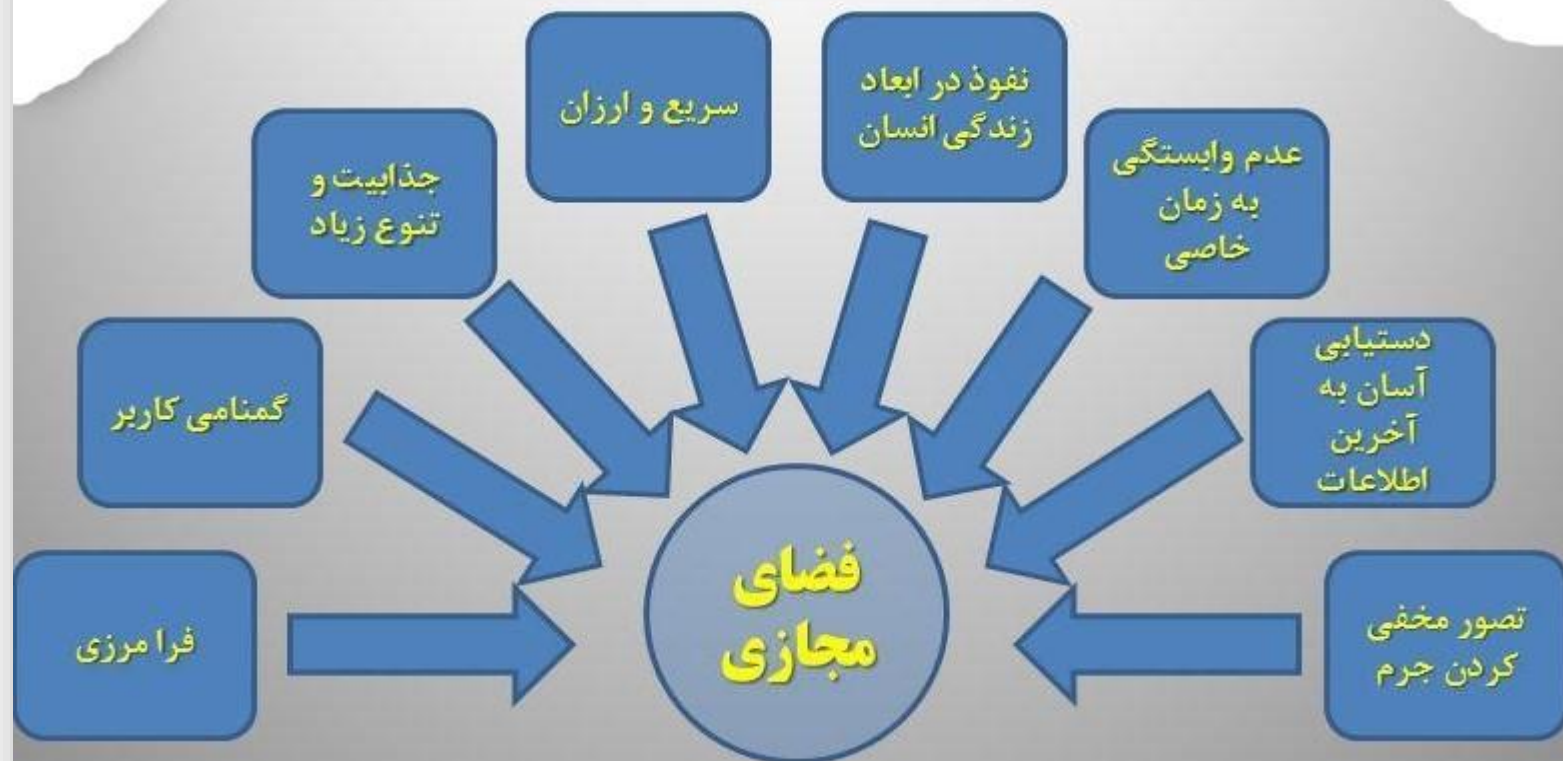 سریع و ارزان
نفوذ در ابعاد
زندگی انسان
جذابیت و
تنوع زیاد
عدم وابستگی
به زمان
خاصی
گمنامی کاربر
دستیابی
آسان به
آخرین
اطلاعات
فرا مرزی
تصور مخفی
کردن جرم
فضای
مجازی